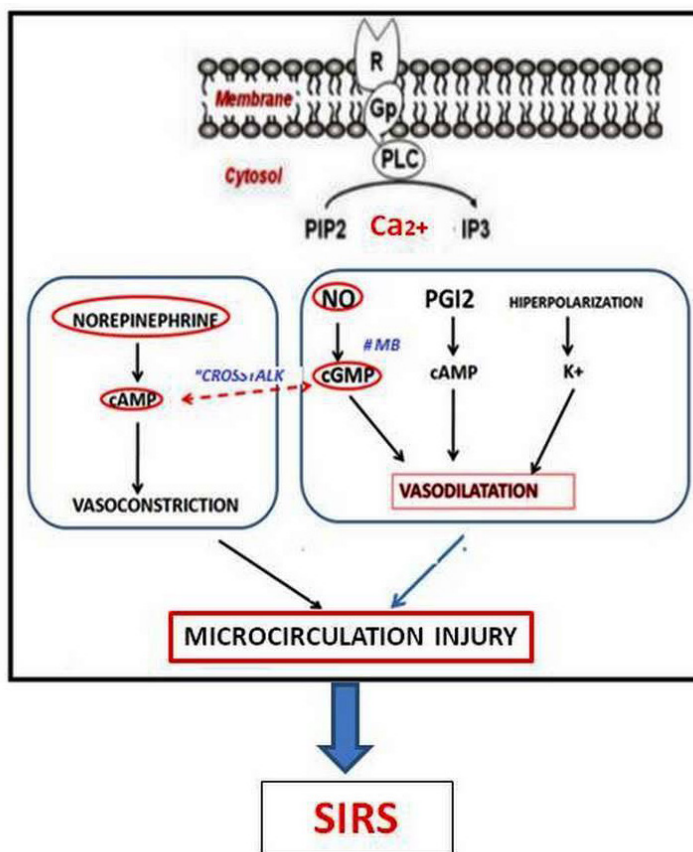 R
Membrane
Gp
PLC
Cytosol
PIP2 Ca2+ IP3
NOREPINEPHRINE
cAMP
VASOCONSTRICTION
*CROSSTALK
NO PGI2 HIPERPOLARIZATION
#MB
cGMP cAMP K+
VASODILATATION
MICROCIRCULATION INJURY
SIRS